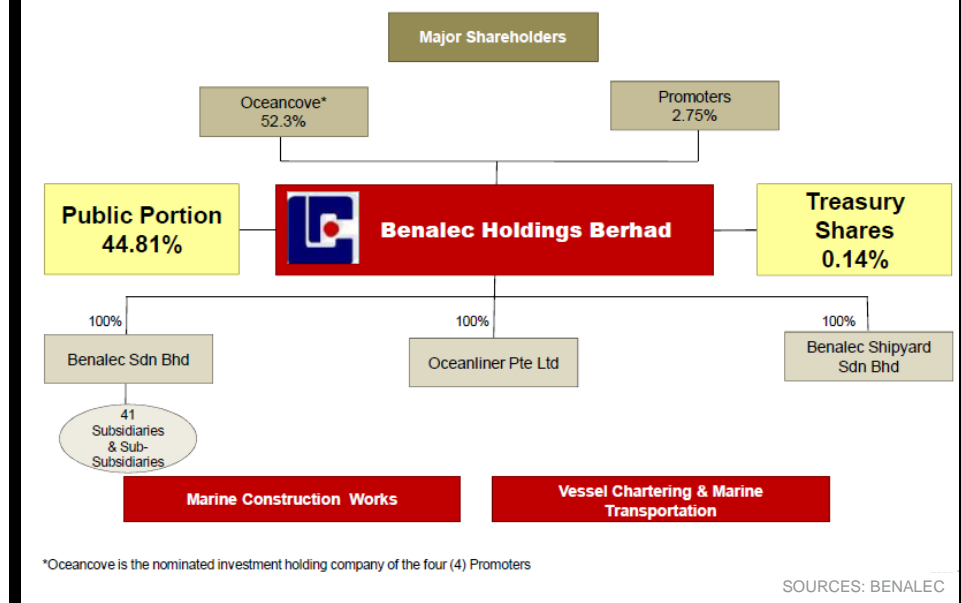 Major Shareholders
Oceancove*
52.3%
Promoters
2.75%
Public Portion
44.81%
Benalec Holdings Berhad
Treasury
Shares
0.14%
100%
100%
100%
Benalec Sdn Bhd
Oceanliner Pte Ltd
Benalec Shipyard
Sdn Bhd
41
Subsidiaries
& Sub-
Subsidiaries
Marine Construction Works
Vessel Chartering & Marine
Transportation
*Oceancove is the nominated investment holding company of the four (4) Promoters
SOURCES: BENALEC